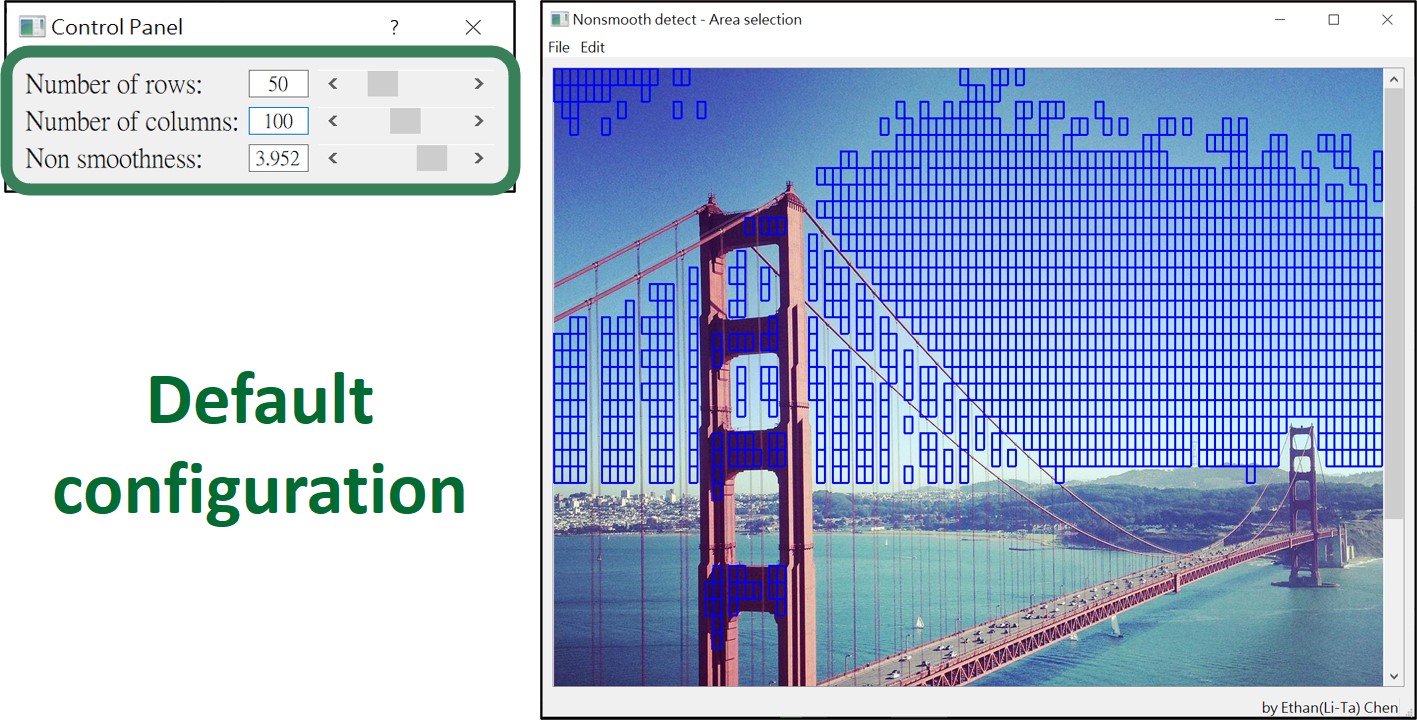 Control Panel
?
Number of rows: 50
Number of columns: 100
Non smoothness: 3.952
Default
configuration
Nonsmooth detect - Area selection
File Edit
by Ethan(Li-Ta) Chen